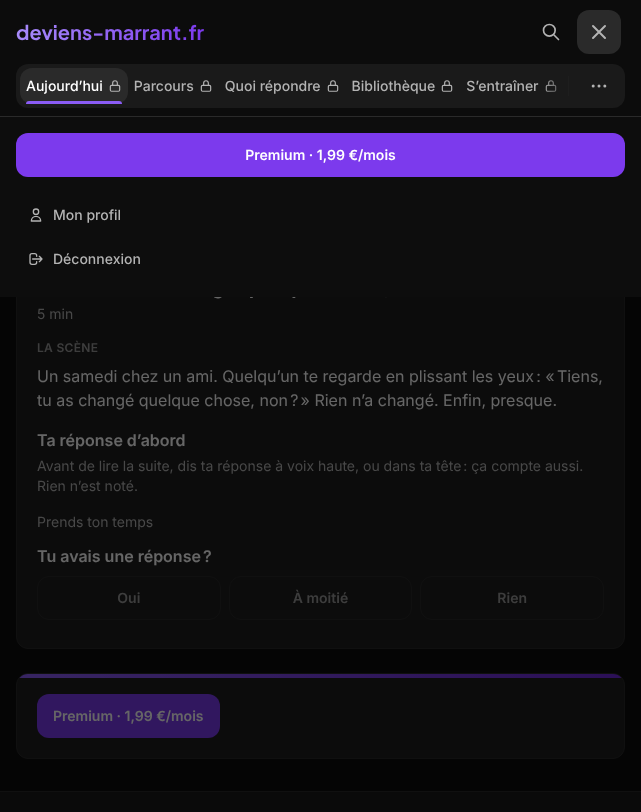 deviens-marrant.fr
Aujourd’hui Parcours Quoi répondre Bibliothèque S’entraîner
Premium · 1,99 €/mois
Mon profil
Déconnexion
5 min
LA SCÈNE
Un samedi chez un ami. Quelqu’un te regarde en plissant les yeux : « Tiens,
tu as changé quelque chose, non ? » Rien n’a changé. Enfin, presque.
Ta réponse d’abord
Avant de lire la suite, dis ta réponse à voix haute, ou dans ta tête : ça compte aussi.
Rien n’est noté.
Prends ton temps
Tu avais une réponse ?
Oui À moitié Rien
Premium · 1,99 €/mois